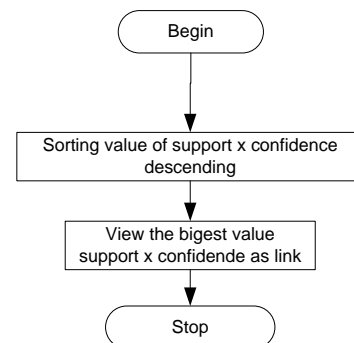 Begin
Sorting value of support x confidence
descending
View the bigest value
support x confidende as link
Stop